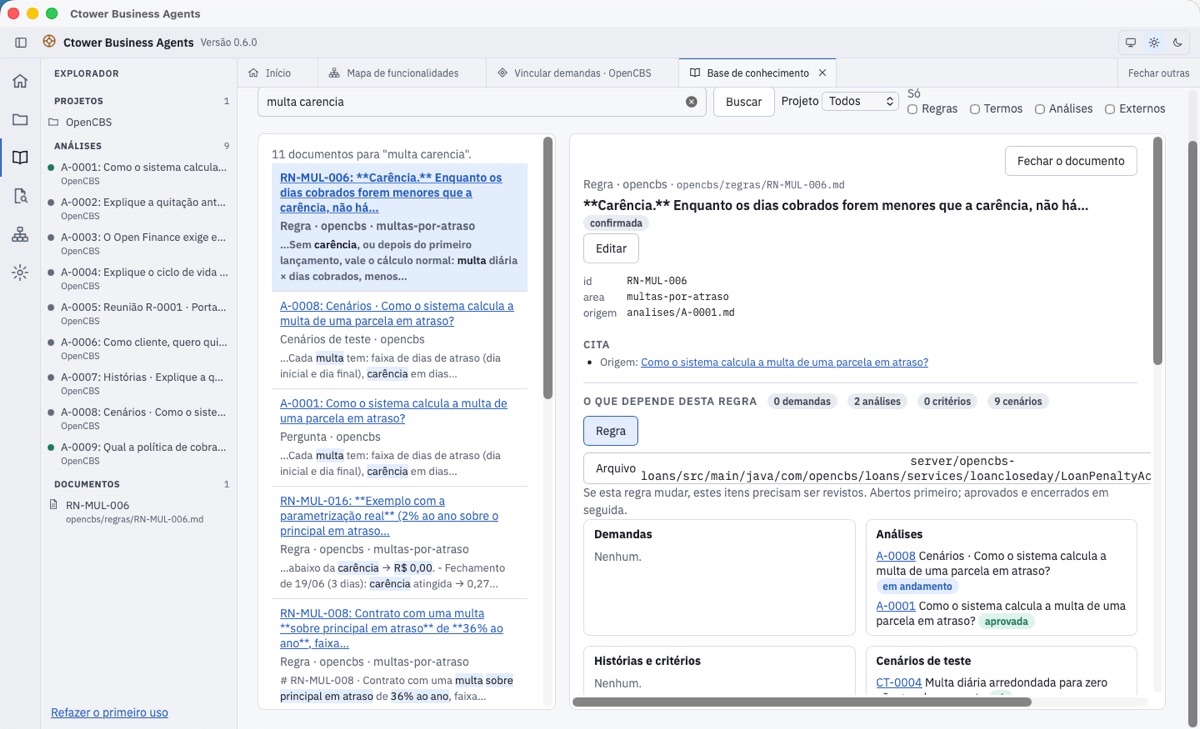 Ctower Business Agents
Ctower Business Agents Versão 0.6.0
EXPLORADOR
PROJETOS 1
OpenCBS
ANÁLISES 9
A-0001: Como o sistema calcula...
OpenCBS
A-0002: Explique a quitação ant...
OpenCBS
A-0003: O Open Finance exige e...
OpenCBS
A-0004: Explique o ciclo de vida ...
OpenCBS
A-0005: Reunião R-0001 · Porta...
OpenCBS
A-0006: Como cliente, quero qui...
OpenCBS
A-0007: Histórias · Explique a q...
OpenCBS
A-0008: Cenários · Como o siste...
OpenCBS
A-0009: Qual a política de cobra...
OpenCBS
DOCUMENTOS 1
RN-MUL-006
opencbs/regras/RN-MUL-006.md
Refazer o primeiro uso
Início
Mapa de funcionalidades
Vincular demandas · OpenCBS
Base de conhecimento
Fechar outras
multa carencia
Buscar
Projeto Todos
Só
Regras Termos Análises Externos
11 documentos para "multa carencia".
RN-MUL-006: **Carência.** Enquanto os
dias cobrados forem menores que a
carência, não há...
Regra · opencbs · multas-por-atraso
...Sem carência, ou depois do primeiro
lançamento, vale o cálculo normal: multa diária
× dias cobrados, menos...
A-0008: Cenários · Como o sistema calcula a
multa de uma parcela em atraso?
Cenários de teste · opencbs
...Cada multa tem: faixa de dias de atraso (dia
inicial e dia final), carência em dias...
A-0001: Como o sistema calcula a multa de
uma parcela em atraso?
Pergunta · opencbs
...Cada multa tem: faixa de dias de atraso (dia
inicial e dia final), carência em dias...
RN-MUL-016: **Exemplo com a
parametrização real** (2% ao ano sobre o
principal em atraso...
Regra · opencbs · multas-por-atraso
...abaixo da carência → R$ 0,00. - Fechamento
de 19/06 (3 dias): carência atingida → 0,27...
RN-MUL-008: Contrato com uma multa
**sobre principal em atraso** de **36% ao
ano**, faixa...
Regra · opencbs · multas-por-atraso
# RN-MUL-008 · Contrato com uma multa sobre
principal em atraso de 36% ao ano, faixa...
Fechar o documento
Regra · opencbs · opencbs/regras/RN-MUL-006.md
**Carência.** Enquanto os dias cobrados forem menores que a carência, não há...
confirmada
Editar
id RN-MUL-006
area multas-por-atraso
origem analises/A-0001.md
CITA
• Origem: Como o sistema calcula a multa de uma parcela em atraso?
O QUE DEPENDE DESTA REGRA 0 demandas 2 análises 0 critérios 9 cenários
Regra
Arquivo server/opencbs-
loans/src/main/java/com/opencbs/loans/services/loancloseday/LoanPenaltyAc
Se esta regra mudar, estes itens precisam ser revistos. Abertos primeiro; aprovados e encerrados em
seguida.
Demandas
Nenhum.
Análises
A-0008 Cenários · Como o sistema calcula a
multa de uma parcela em atraso?
em andamento
A-0001 Como o sistema calcula a multa de uma
parcela em atraso? aprovada
Histórias e critérios
Nenhum.
Cenários de teste
CT-0004 Multa diária arredondada para zero